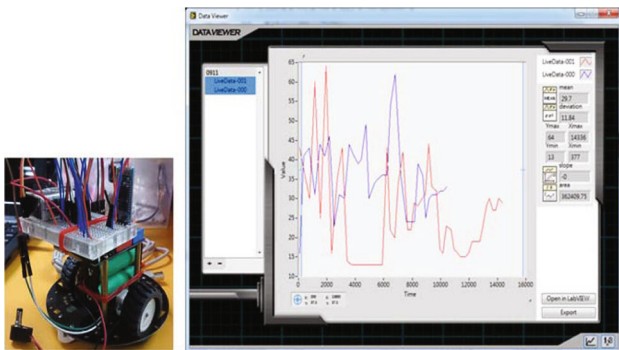 Data Viewer
DATAVIEWER
0911
LiveData-001
LiveData-000
65
60
55
50
45
40
35
30
25
20
15
10
Value
0
2000
4000
6000
8000
10000
12000
14000
16000
Time
LiveData-001
LiveData-000
mean
29.7
deviation
11.84
Ymax Xmax
64 14336
Ymin Xmin
13 377
slope
-0
area
362409.75
Open in LabVIEW
Export